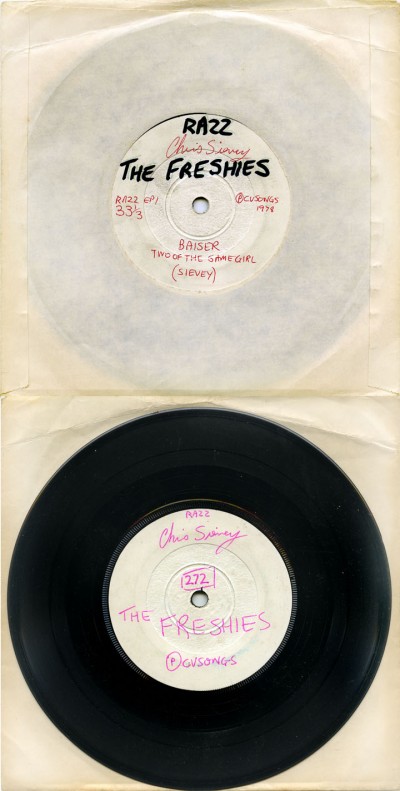 RAZZ
Chris Sievey
THE FRESHIES
RAZZ EP1
33⅓
Ⓟ CVSONGS
1978
BAISER
TWO OF THE SAME GIRL
(SIEVEY)
RAZZ
Chris Sievey
272
THE FRESHIES
Ⓟ CVSONGS